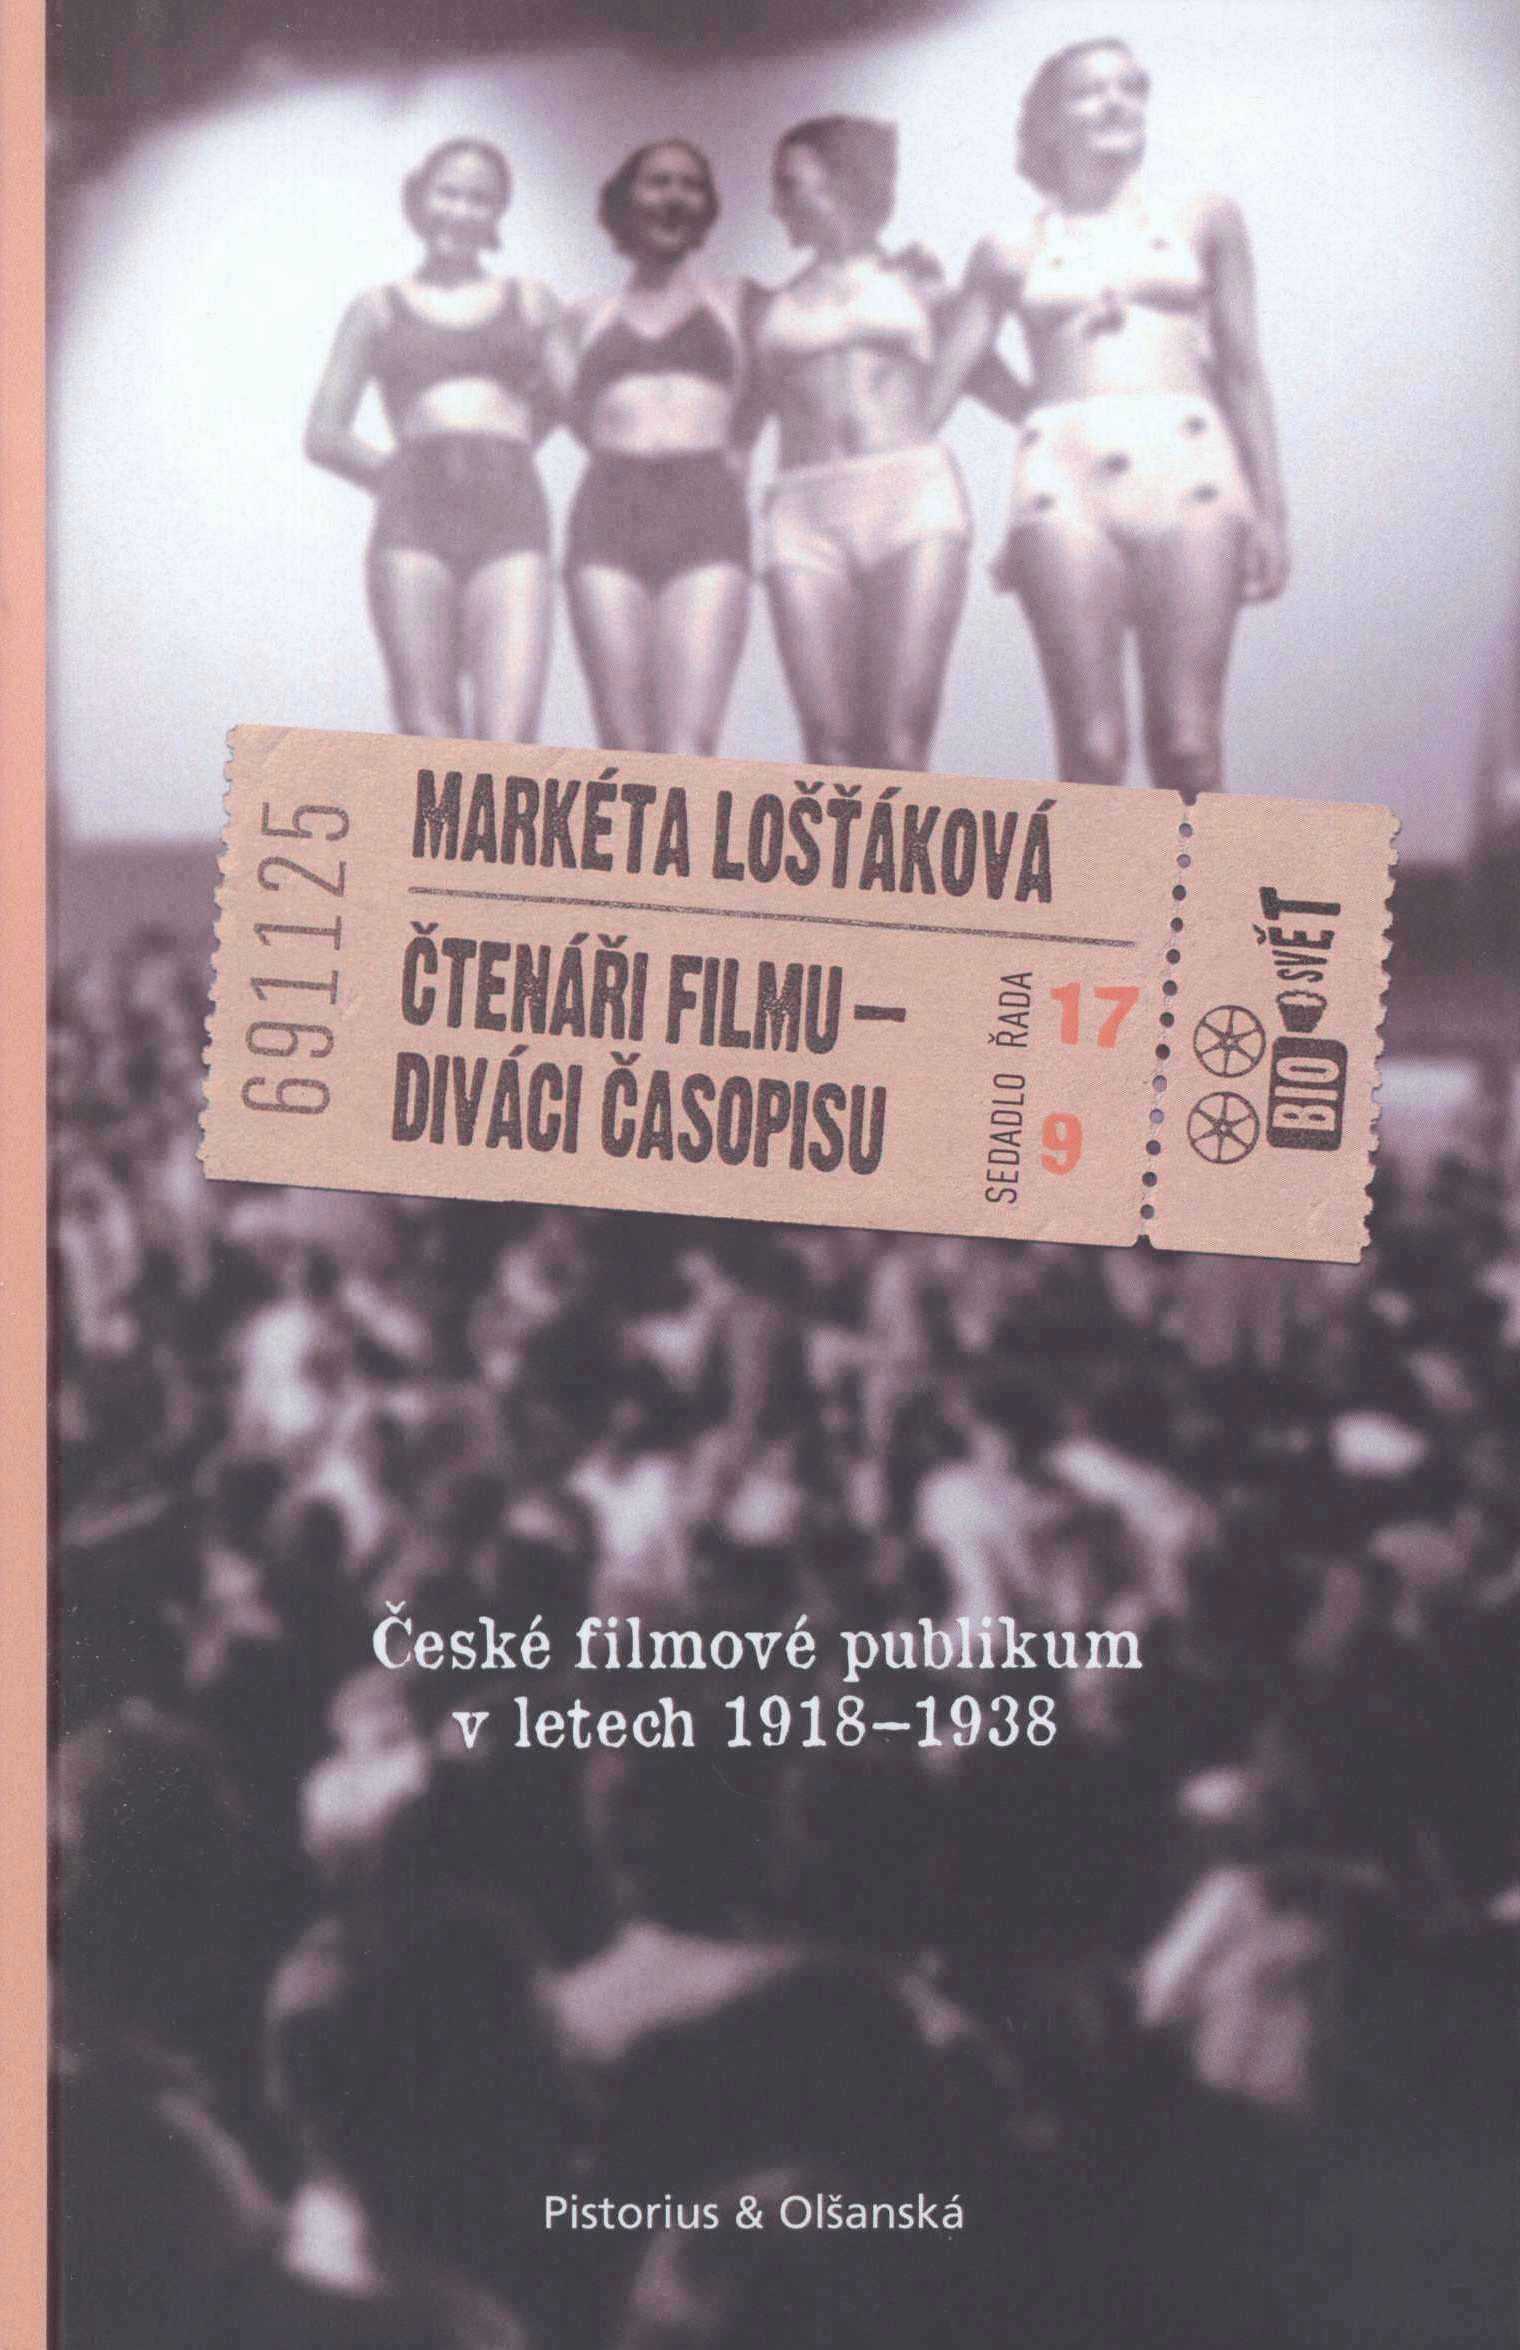 691125
MARKÉTA LOŠŤÁKOVÁ
ČTENÁŘI FILMU –
DIVÁCI ČASOPISU
SEDADLO ŘADA
9 17
BIO SVĚT
České filmové publikum
v letech 1918–1938
Pistorius & Olšanská